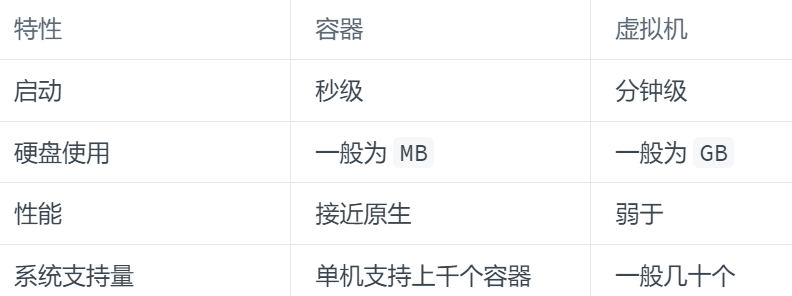 特性 容器 虚拟机
启动 秒级 分钟级
硬盘使用 一般为 MB 一般为 GB
性能 接近原生 弱于
系统支持量 单机支持上千个容器 一般几十个